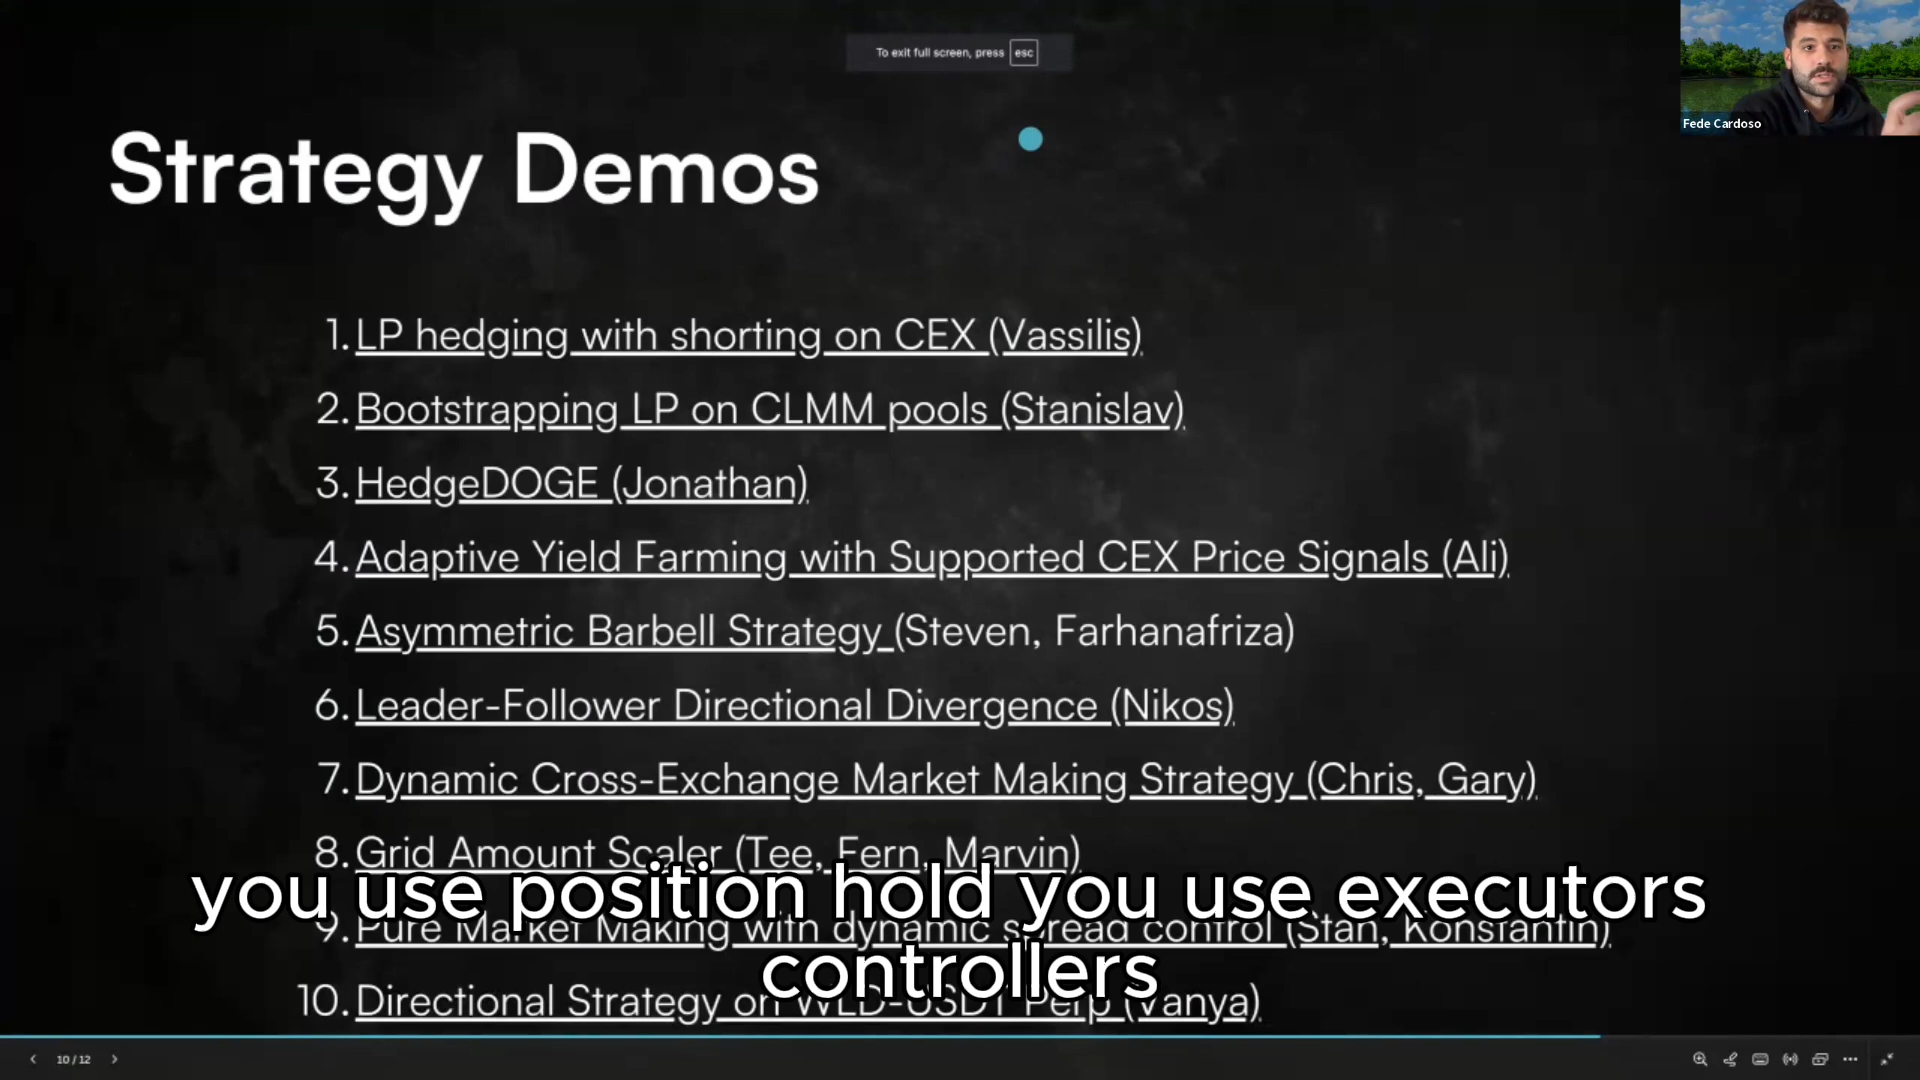 To exit full screen, press esc
Fede Cardoso
Strategy Demos
1. LP hedging with shorting on CEX (Vassilis)
2. Bootstrapping LP on CLMM pools (Stanislav)
3. HedgeDOGE (Jonathan)
4. Adaptive Yield Farming with Supported CEX Price Signals (Ali)
5. Asymmetric Barbell Strategy (Steven, Farhanafriza)
6. Leader-Follower Directional Divergence (Nikos)
7. Dynamic Cross-Exchange Market Making Strategy (Chris, Gary)
8. Grid Amount Scaler (Tee, Fern, Marvin)
you use position hold you use executors
9. Pure Market Making with dynamic spread control (Stan, Konstantin)
controllers
10. Directional Strategy on WLD-USDT Perp (Vanya)
10 / 12